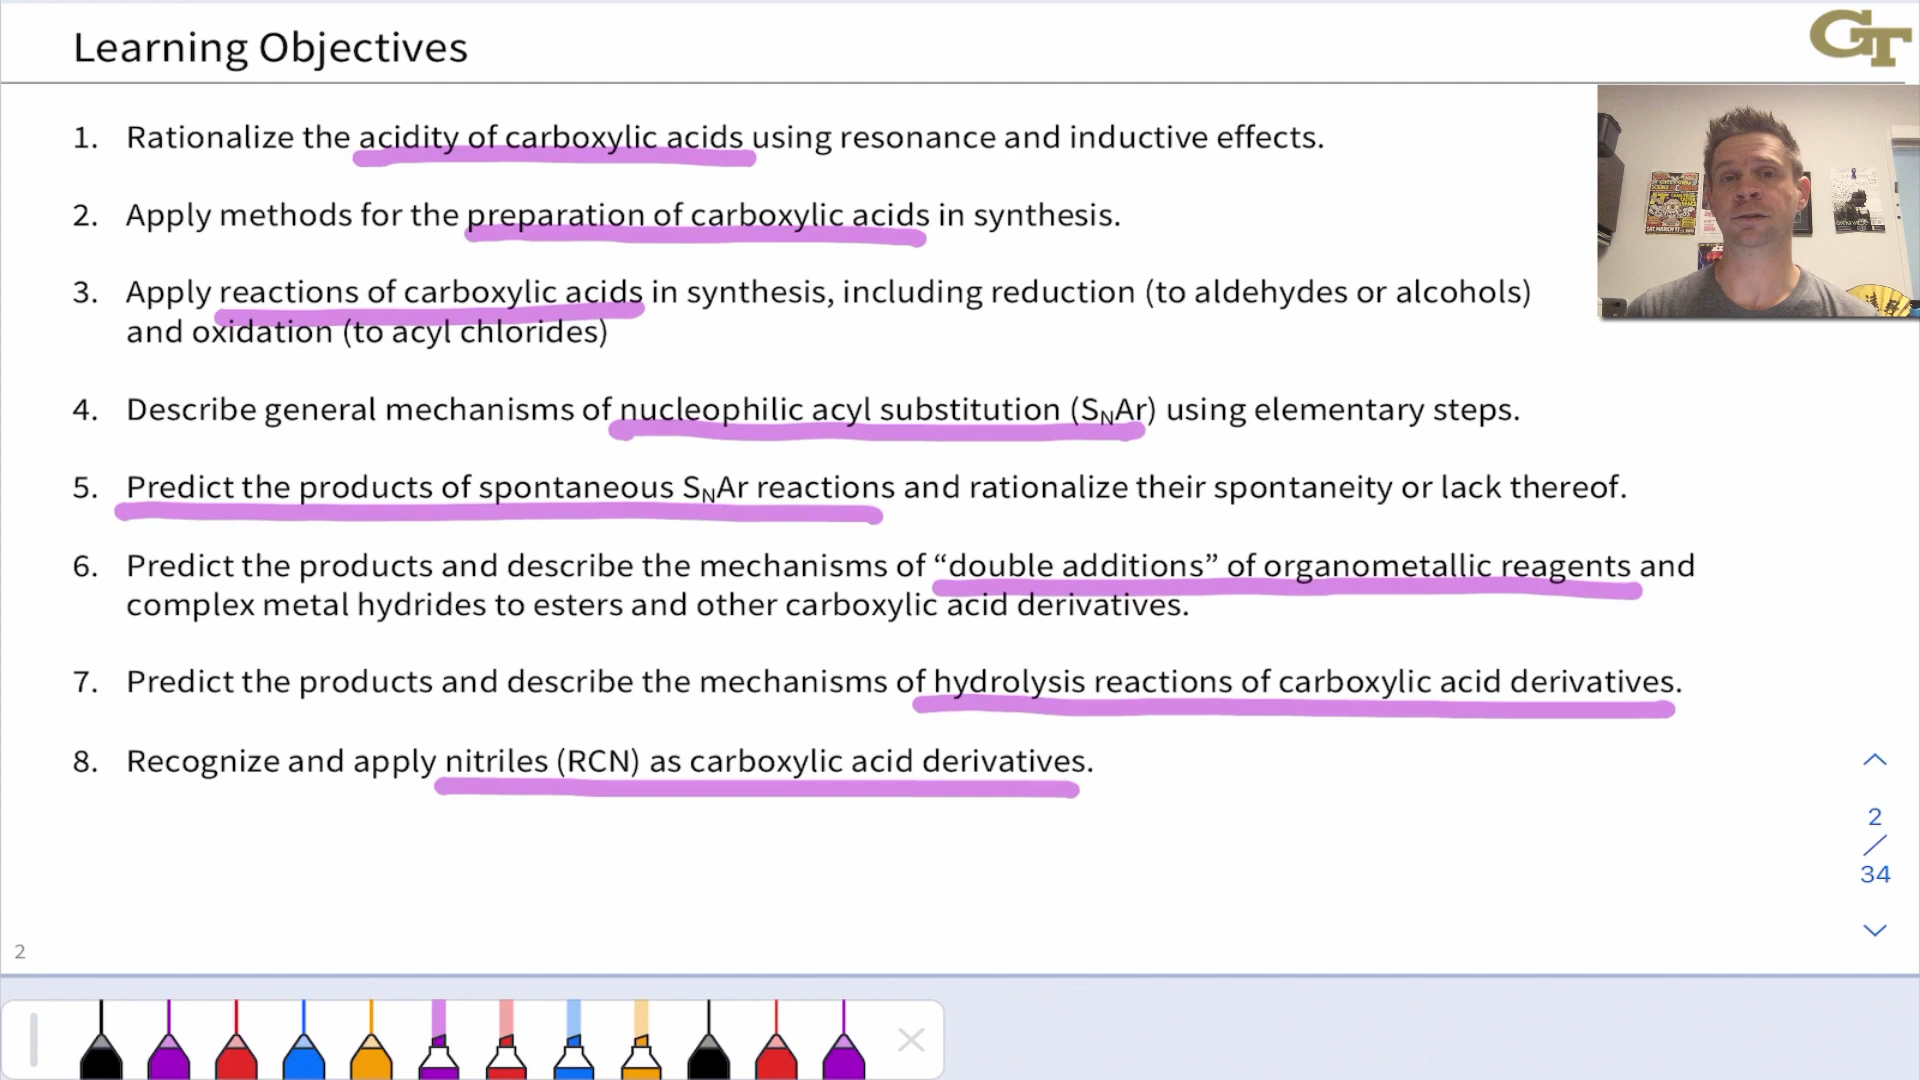 Learning Objectives
GT
1. Rationalize the acidity of carboxylic acids using resonance and inductive effects.
2. Apply methods for the preparation of carboxylic acids in synthesis.
3. Apply reactions of carboxylic acids in synthesis, including reduction (to aldehydes or alcohols)
and oxidation (to acyl chlorides)
4. Describe general mechanisms of nucleophilic acyl substitution (SNAr) using elementary steps.
5. Predict the products of spontaneous SNAr reactions and rationalize their spontaneity or lack thereof.
6. Predict the products and describe the mechanisms of “double additions” of organometallic reagents and
complex metal hydrides to esters and other carboxylic acid derivatives.
7. Predict the products and describe the mechanisms of hydrolysis reactions of carboxylic acid derivatives.
8. Recognize and apply nitriles (RCN) as carboxylic acid derivatives.
2
/
34
2